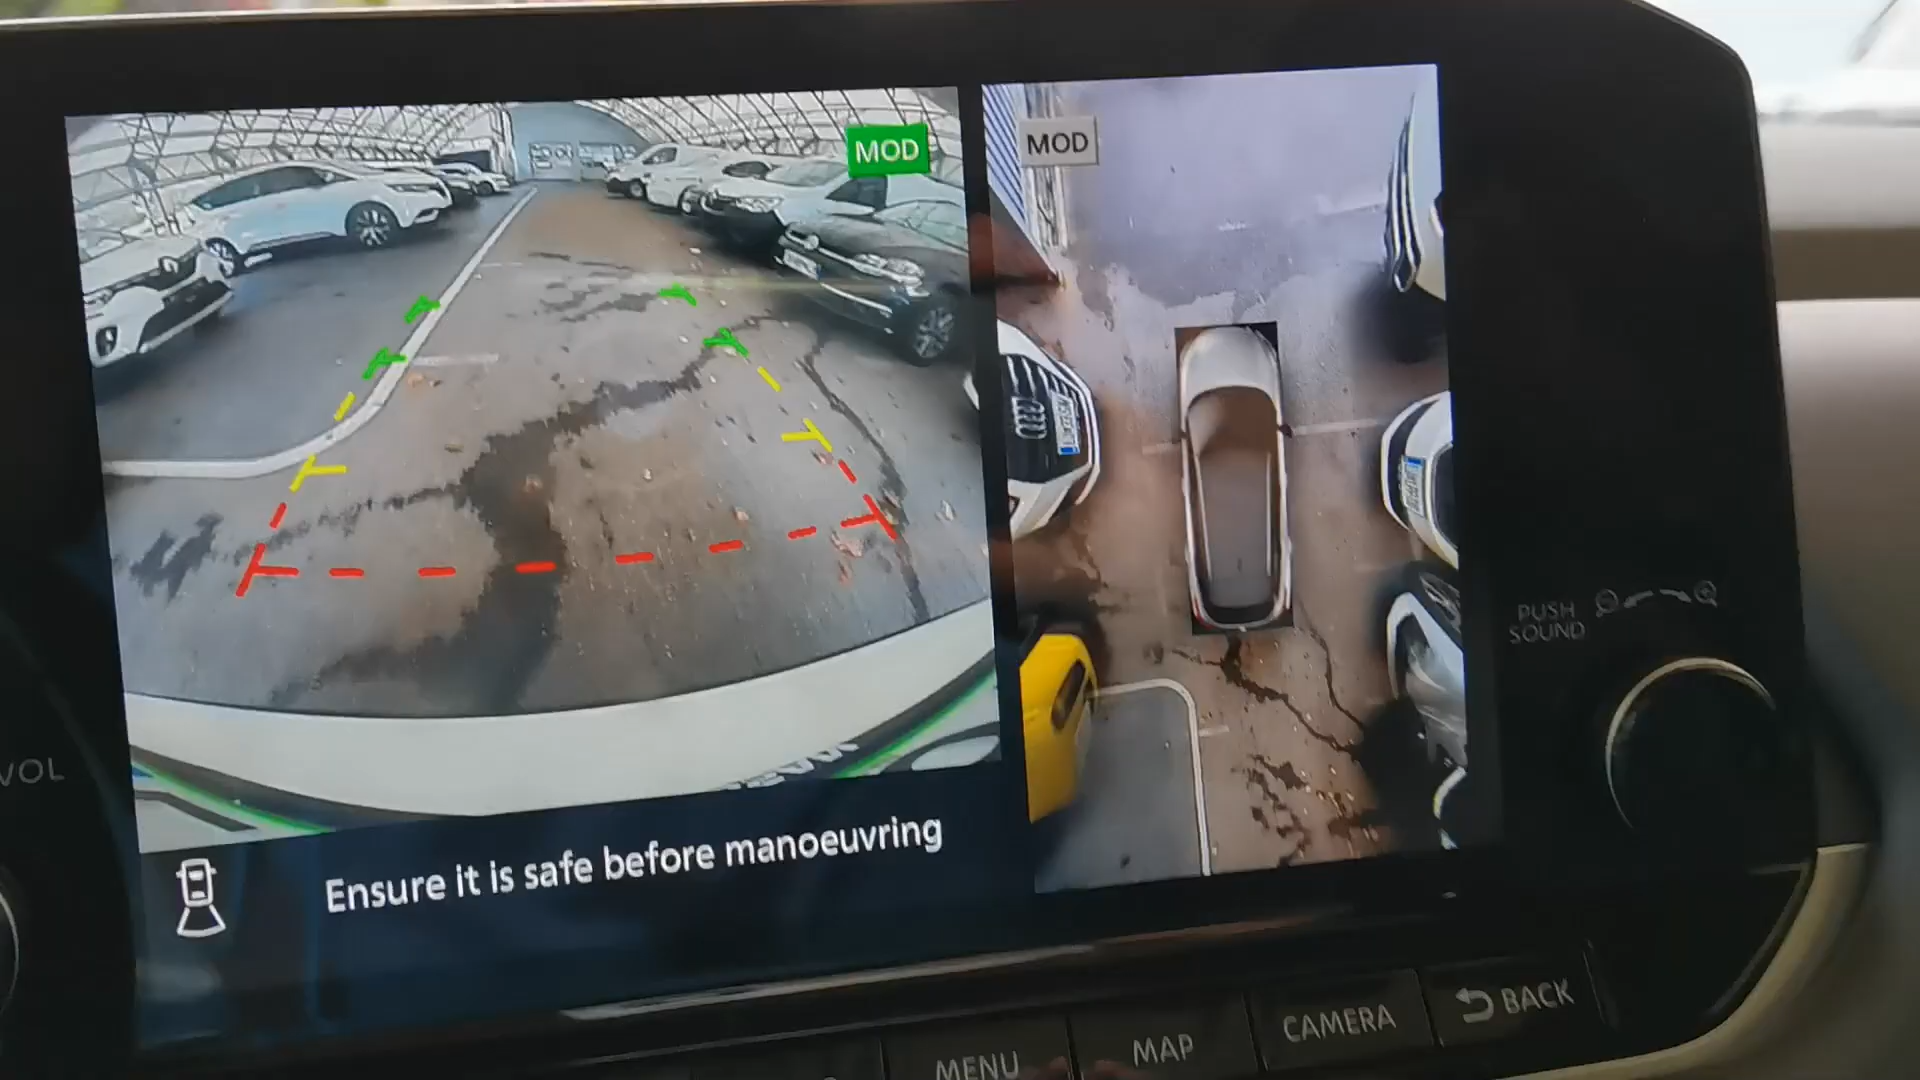 MOD
MOD
Ensure it is safe before manoeuvring
PUSH
SOUND
VOL
MENU
MAP
CAMERA
BACK